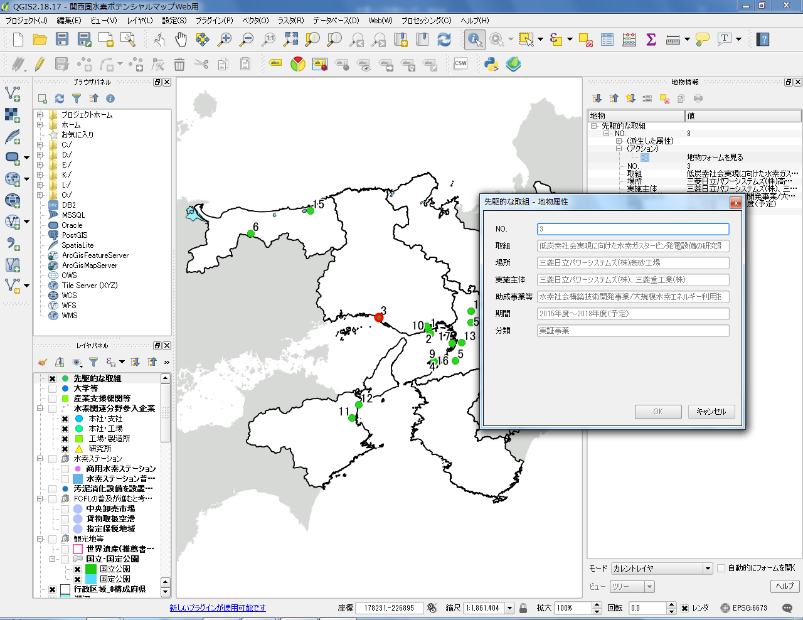 QGIS2.18.17 - 関西圏水素ポテンシャルマップWeb用
プロジェクト(J) 編集(E) ビュー(V) レイヤ(L) 設定(S) プラグイン(P) ベクタ(O) ラスタ(R) データベース(D) Web(W) プロセッシング(C) ヘルプ(H)
CSW
ブラウザパネル
プロジェクトホーム
ホーム
お気に入り
C:/
D:/
E:/
K:/
L:/
O:/
DB2
MSSQL
Oracle
PostGIS
SpatiaLite
ArcGisFeatureServer
ArcGisMapServer
OWS
Tile Server (XYZ)
WCS
WFS
WMS
レイヤパネル
先駆的な取組
大学等
産業支援機関等
水素関連分野参入企業
本社・支社
本社・工場
工場・製造所
研究所
水素ステーション
商用水素ステーション
水素ステーション普…
汚泥消化設備を設置…
FCFLの普及が進むと考…
中央卸売市場
貨物取扱空港
指定保税地域
観光地等
世界遺産(推薦書…
国立・国定公園
国立公園
国定公園
行政区域_8構成府県
15
6
3
10
1
2
17
13
5
9
4
16
5
12
11
地物情報
地物 値
先駆的な取組
NO. 3
(派生した属性)
(アクション)
地物フォームを見る
NO. 3
取組 低炭素社会実現に向けた水素ガス…
場所 三菱日立パワーシステムズ(株)高…
実施主体 三菱日立パワーシステムズ(株)…
先駆的な取組 - 地物属性
NO. 3
取組 低炭素社会実現に向けた水素ガスタービン発電設備の研究開
場所 三菱日立パワーシステムズ(株)高砂工場
実施主体 三菱日立パワーシステムズ(株)、三菱重工業(株)
助成事業等 水素社会構築技術開発事業/大規模水素エネルギー利用技
期間 2015年度～2018年度(予定)
分類 実証事業
OK キャンセル
モード カレントレイヤ 自動的にフォームを開く
ビュー ツリー ヘルプ
新しいプラグインが使用可能です 座標 178231,-226895 縮尺 1:1,861,404 拡大 100% 回転 0.0 レンダ EPSG:6673